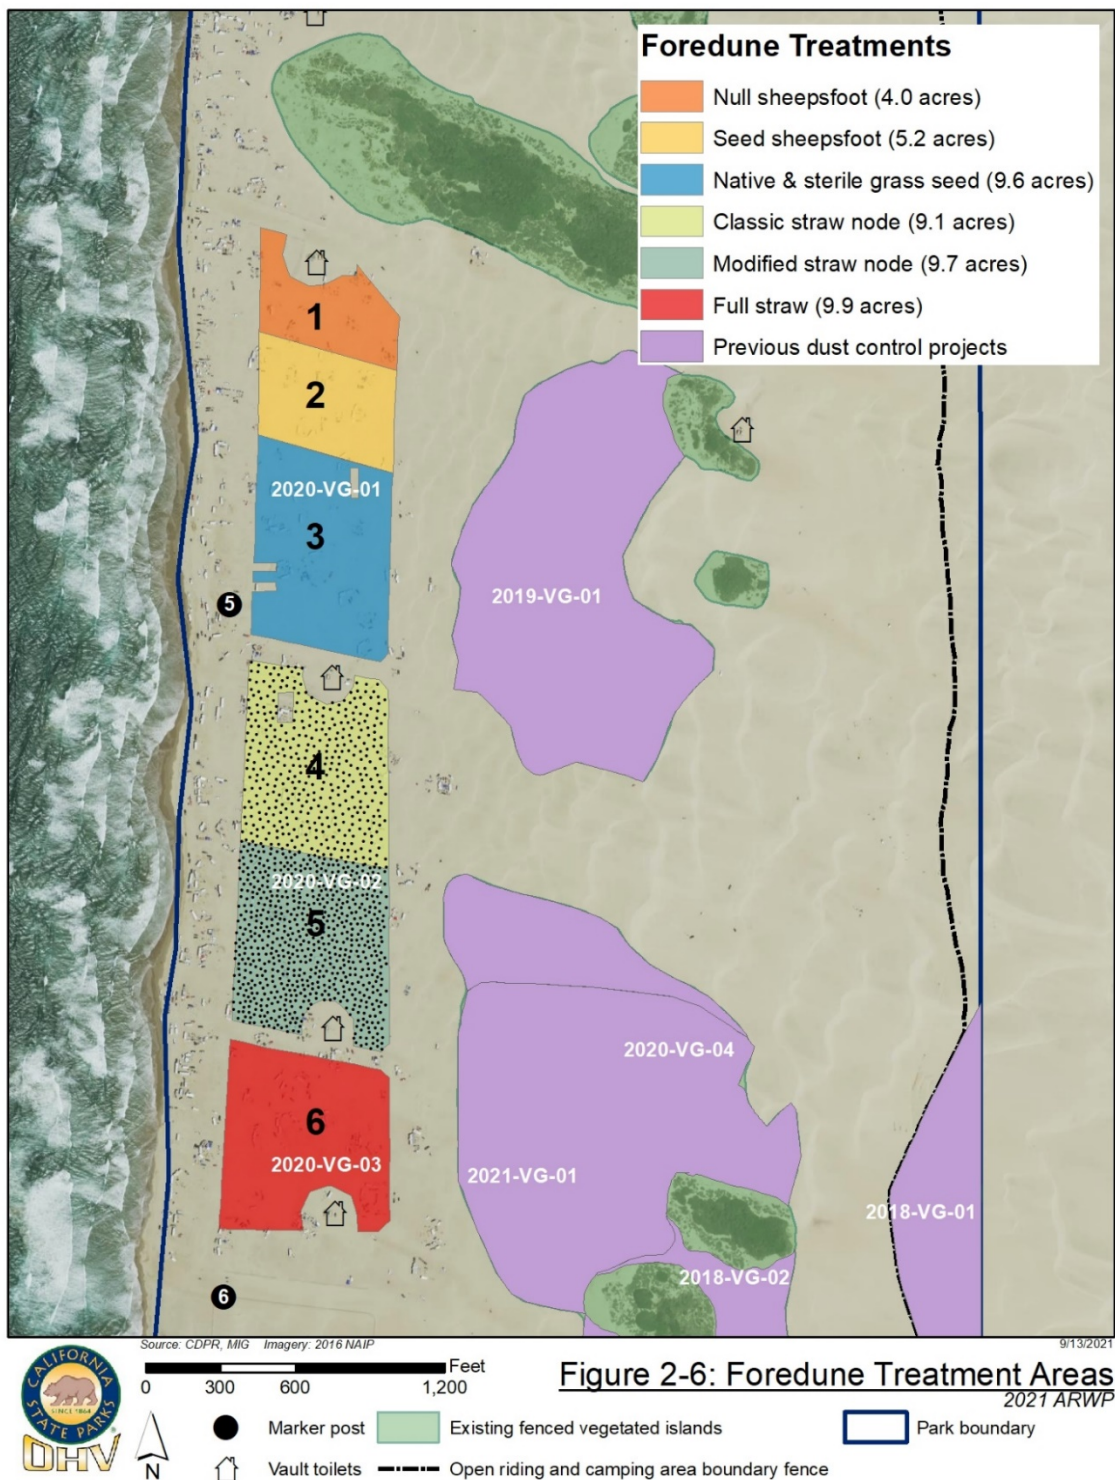 Foredune Treatments
Null sheepsfoot (4.0 acres)
Seed sheepsfoot (5.2 acres)
Native & sterile grass seed (9.6 acres)
Classic straw node (9.1 acres)
Modified straw node (9.7 acres)
Full straw (9.9 acres)
Previous dust control projects
1
2
2020-VG-01
3
5
2019-VG-01
4
2020-VG-02
5
2020-VG-04
6
2020-VG-03
2021-VG-01
2018-VG-01
2018-VG-02
6
Source: CDPR, MIG Imagery: 2016 NAIP
9/13/2021
CALIFORNIA
SINCE 1864
STATE PARKS
OHV
Feet
0 300 600 1,200
Figure 2-6: Foredune Treatment Areas
2021 ARWP
N
Marker post
Existing fenced vegetated islands
Park boundary
Vault toilets
Open riding and camping area boundary fence